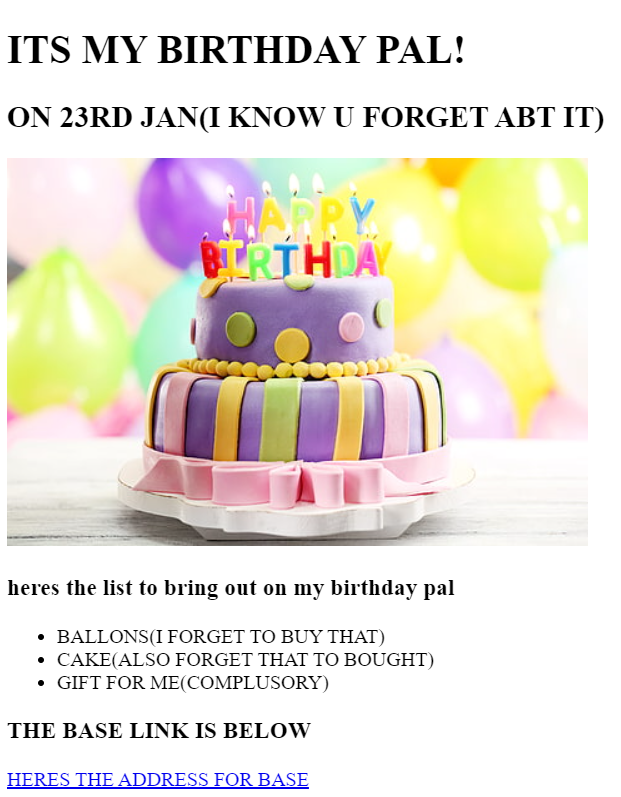 ITS MY BIRTHDAY PAL!
ON 23RD JAN(I KNOW U FORGET ABT IT)
HAPPY
BIRTHDAY
heres the list to bring out on my birthday pal
BALLONS(I FORGET TO BUY THAT)
CAKE(ALSO FORGET THAT TO BOUGHT)
GIFT FOR ME(COMPLUSORY)
THE BASE LINK IS BELOW
HERES THE ADDRESS FOR BASE